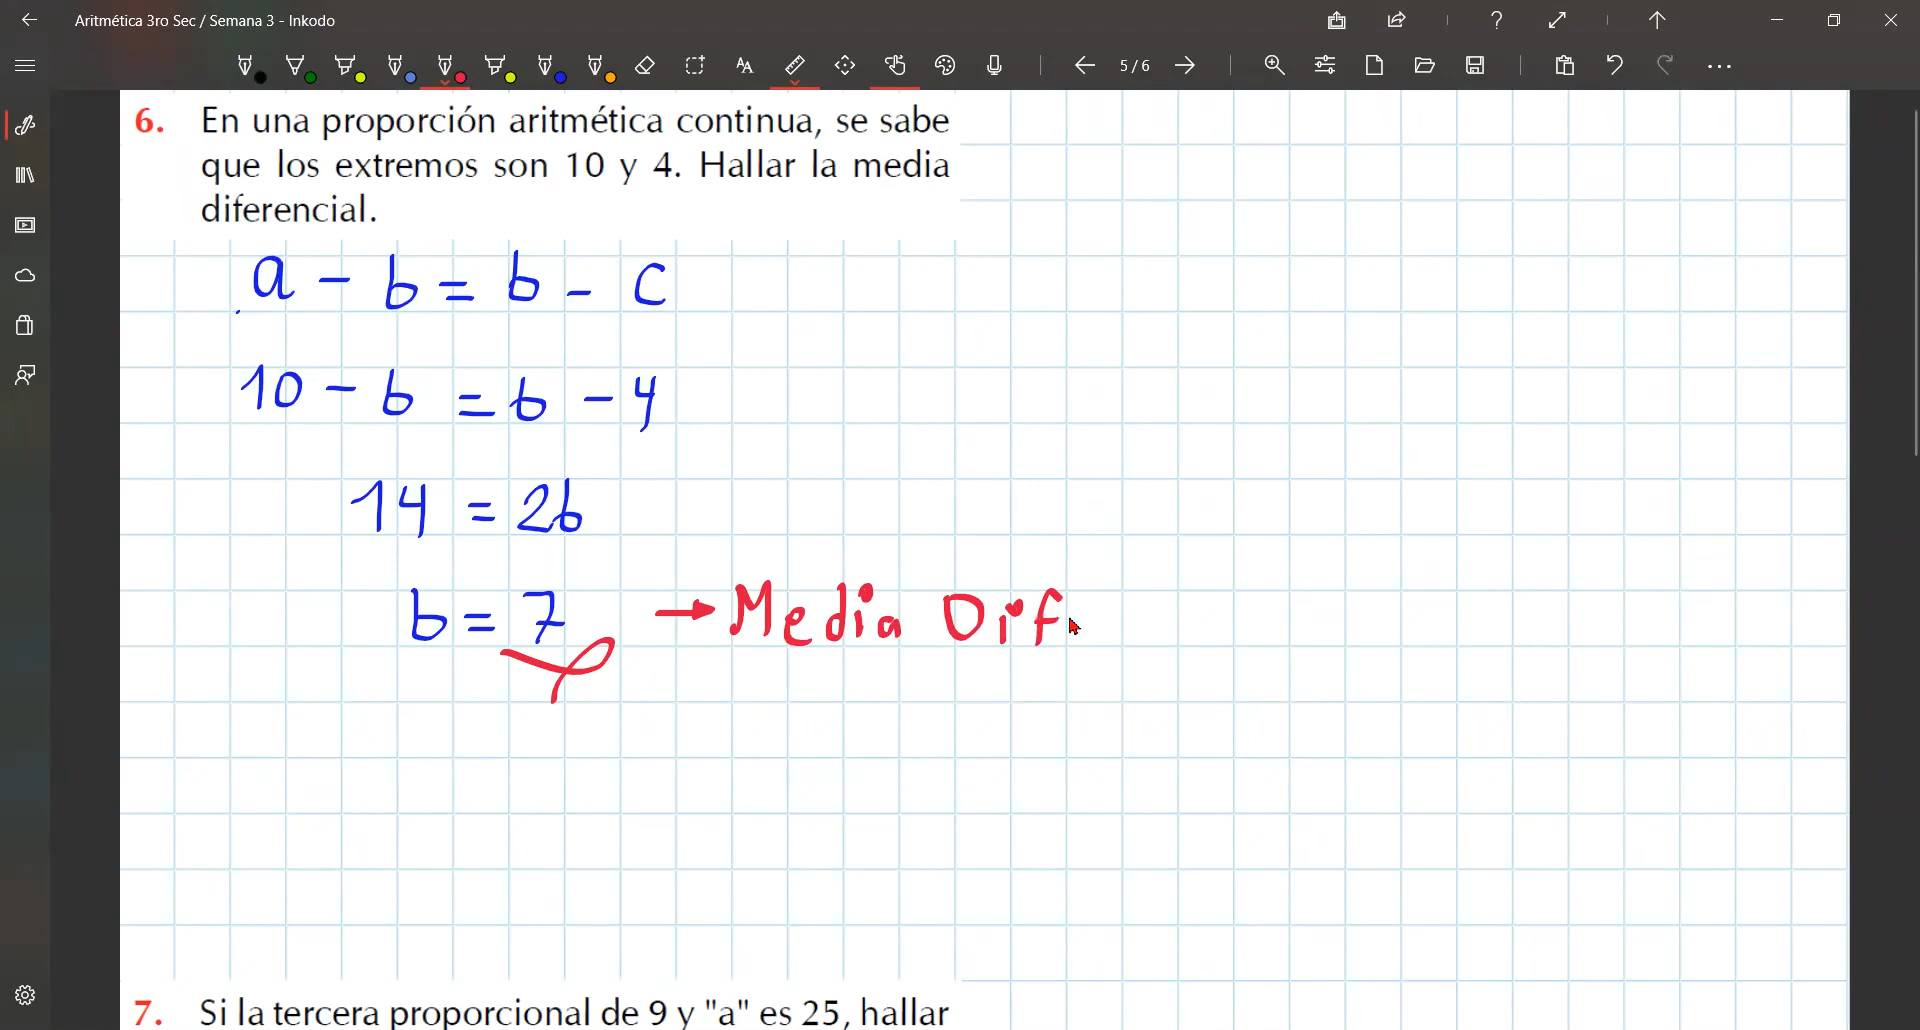 Aritmética 3ro Sec / Semana 3 - Inkodo
5 / 6
6. En una proporción aritmética continua, se sabe
que los extremos son 10 y 4. Hallar la media
diferencial.
a - b = b - c
10 - b = b - 4
14 = 2b
b = 7 → Media Dif
7. Si la tercera proporcional de 9 y "a" es 25, hallar